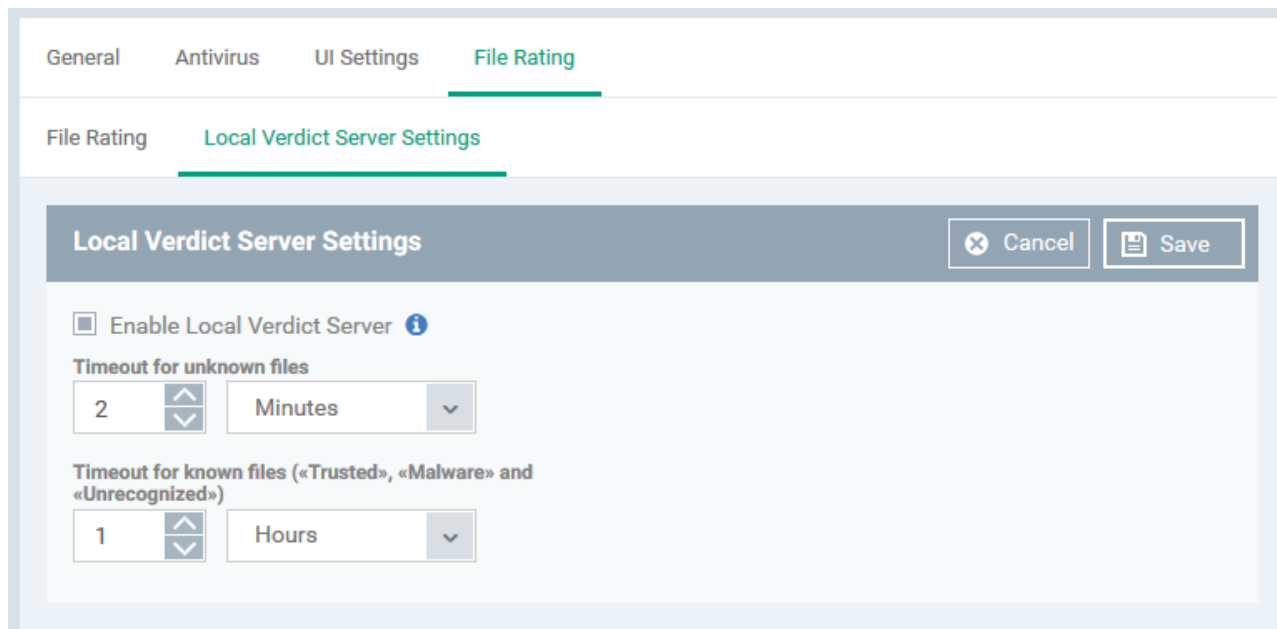 General Antivirus UI Settings File Rating
File Rating Local Verdict Server Settings
Local Verdict Server Settings Cancel Save
Enable Local Verdict Server
Timeout for unknown files
2 Minutes
Timeout for known files («Trusted», «Malware» and
«Unrecognized»)
1 Hours